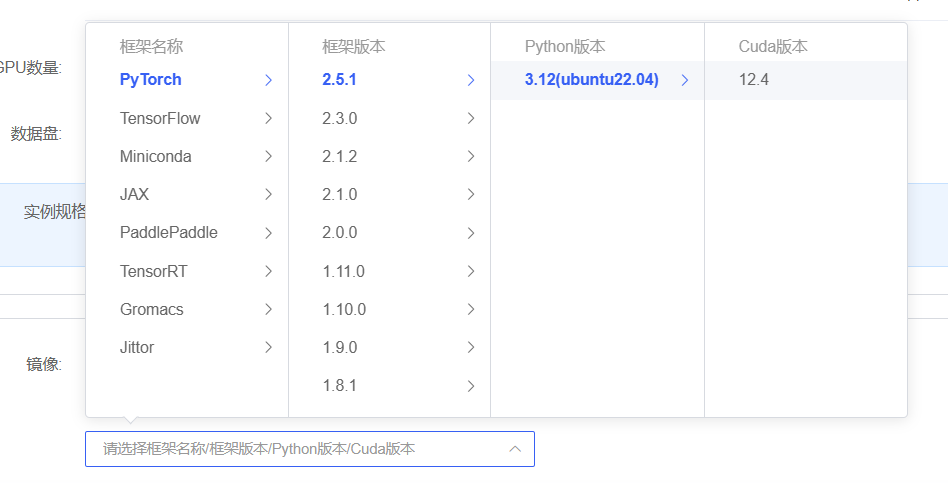 框架名称
框架版本
Python版本
Cuda版本
GPU数量:
PyTorch
2.5.1
3.12(ubuntu22.04)
12.4
TensorFlow
2.3.0
数据盘:
Miniconda
2.1.2
JAX
2.1.0
实例规格
PaddlePaddle
2.0.0
TensorRT
1.11.0
Gromacs
1.10.0
Jittor
1.9.0
镜像:
1.8.1
请选择框架名称/框架版本/Python版本/Cuda版本